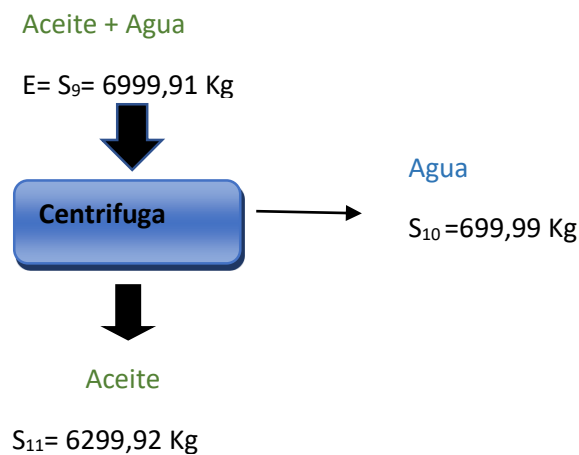 Aceite + Agua
E= S₉= 6999,91 Kg
Centrifuga
Agua
S₁₀ =699,99 Kg
Aceite
S₁₁= 6299,92 Kg